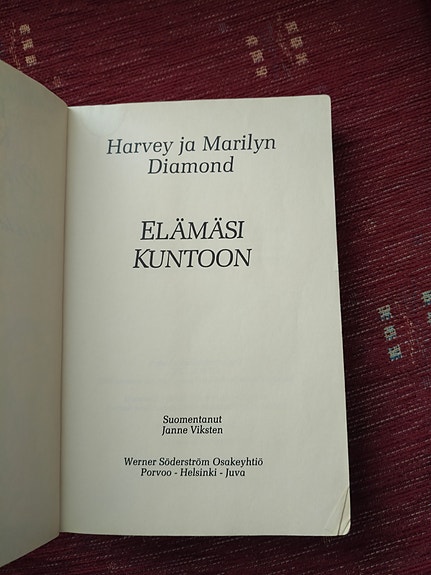 Harvey ja Marilyn
Diamond
ELÄMÄSI
KUNTOON
Suomentanut
Janne Viksten
Werner Söderström Osakeyhtiö
Porvoo - Helsinki - Juva